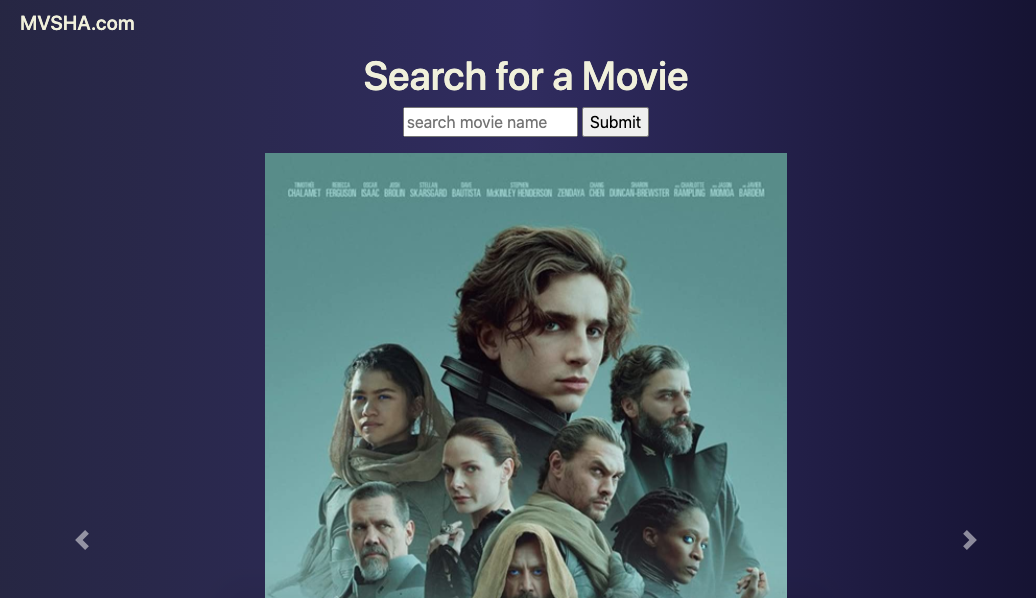 MVSHA.com
Search for a Movie
search movie name Submit
TIMOTHÉE CHALAMET REBECCA FERGUSON OSCAR ISAAC JOSH BROLIN STELLAN SKARSGÅRD DAVE BAUTISTA STEPHEN McKINLEY HENDERSON ZENDAYA CHANG CHEN SHARON DUNCAN-BREWSTER CHARLOTTE RAMPLING JASON MOMOA JAVIER BARDEM